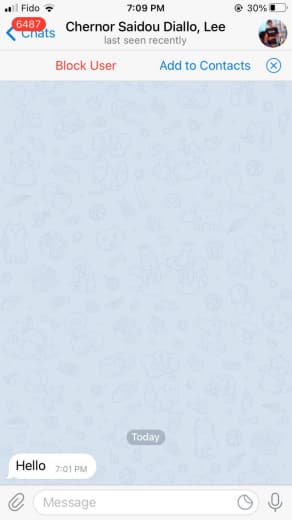 Fido 7:09 PM 30%
6487
Chats Chernor Saidou Diallo, Lee
last seen recently
Block User Add to Contacts
Today
Hello 7:01 PM
Message